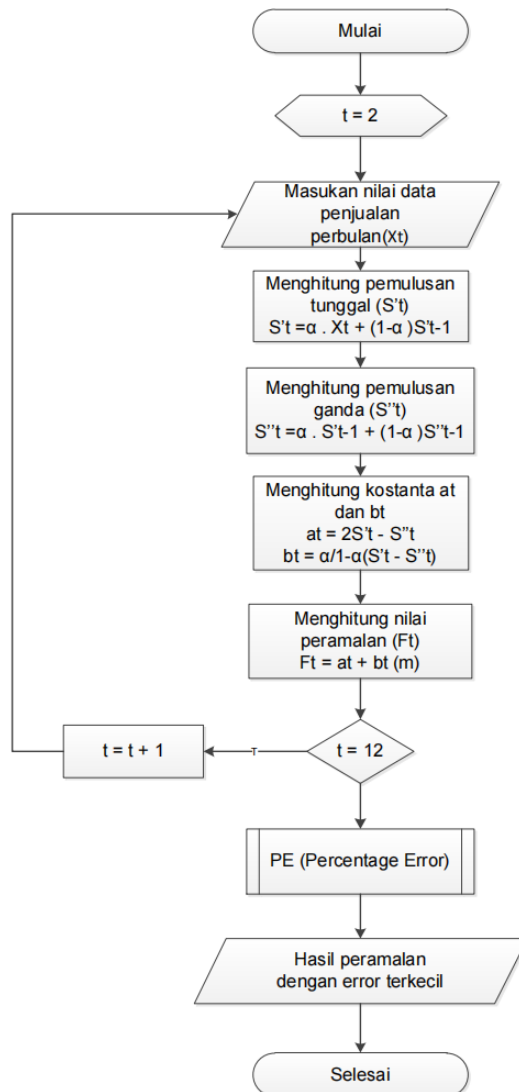 Mulai
t = 2
Masukan nilai data
penjualan
perbulan(Xt)
Menghitung pemulusan
tunggal (S't)
S't =α . Xt + (1-α )S't-1
Menghitung pemulusan
ganda (S''t)
S''t =α . S't-1 + (1-α )S''t-1
Menghitung kostanta at
dan bt
at = 2S't - S''t
bt = α/1-α(S't - S''t)
Menghitung nilai
peramalan (Ft)
Ft = at + bt (m)
t = t + 1
T
t = 12
PE (Percentage Error)
Hasil peramalan
dengan error terkecil
Selesai